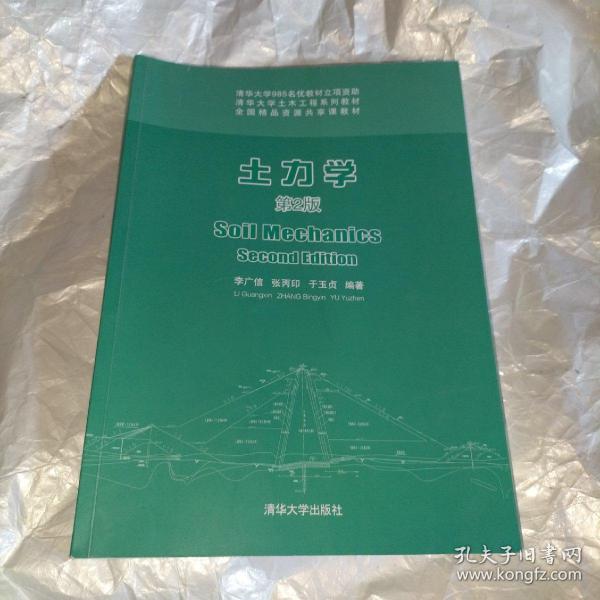 清华大学985名优教材立项资助
清华大学土木工程系列教材
全国精品资源共享课教材
土力学
第2版
Soil Mechanics
Second Edition
李广信 张丙印 于玉贞 编著
LI Guangxin ZHANG Bingyin YU Yuzhen
清华大学出版社
孔夫子旧书网
www.kongfz.com